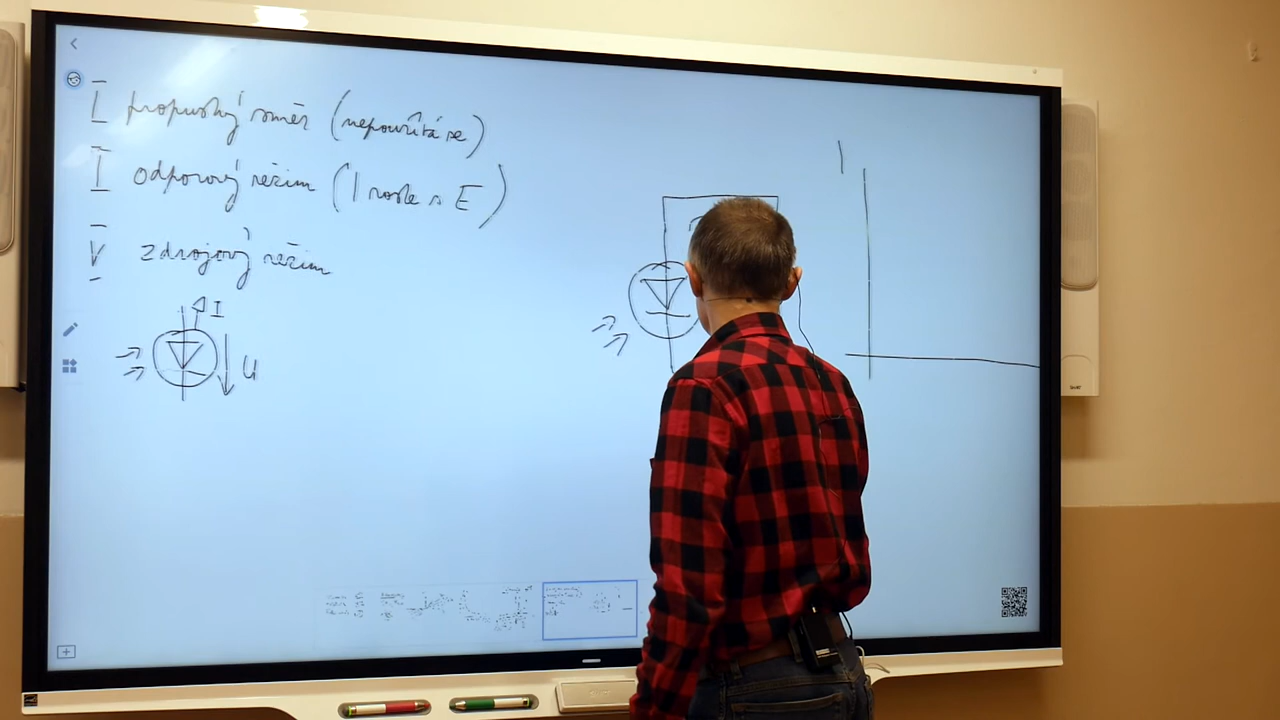 I propustný směr (nepoužívá se)
I odporový režim (I roste s E)
V zdrojový režim
I
U
I